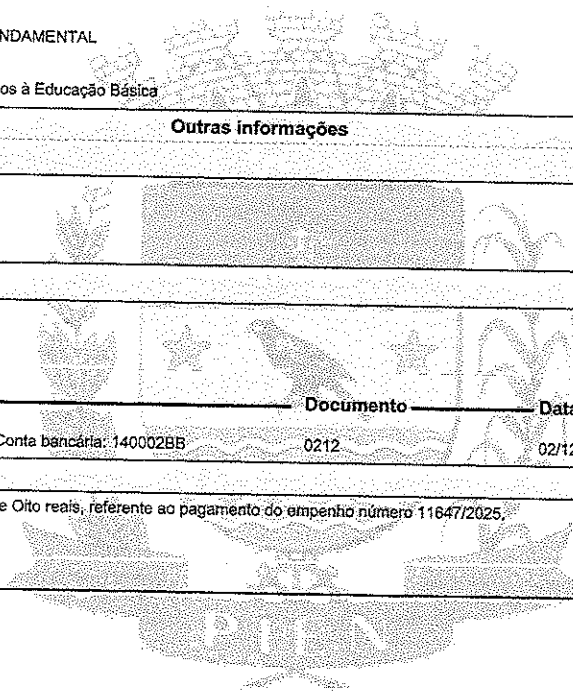 NDAMENTAL
os à Educação Básica
Outras informações
Documento Data
Conta bancária: 140002BB 0212 02/12
e Oito reais, referente ao pagamento do empenho número 11647/2025,
PIEN